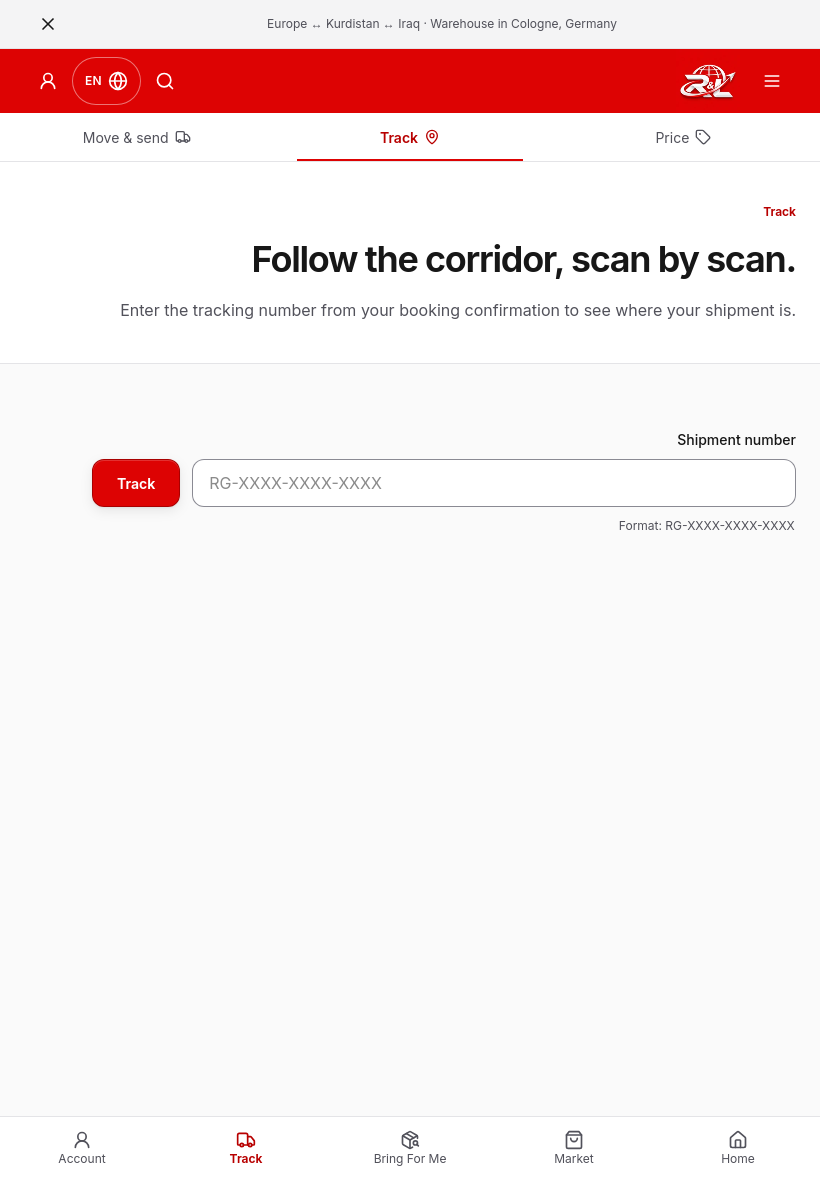 Europe ↔ Kurdistan ↔ Iraq · Warehouse in Cologne, Germany
EN
R&L
Move & send
Track
Price
Track
Follow the corridor, scan by scan.
Enter the tracking number from your booking confirmation to see where your shipment is.
Shipment number
Track
RG-XXXX-XXXX-XXXX
Format: RG-XXXX-XXXX-XXXX
Account
Track
Bring For Me
Market
Home